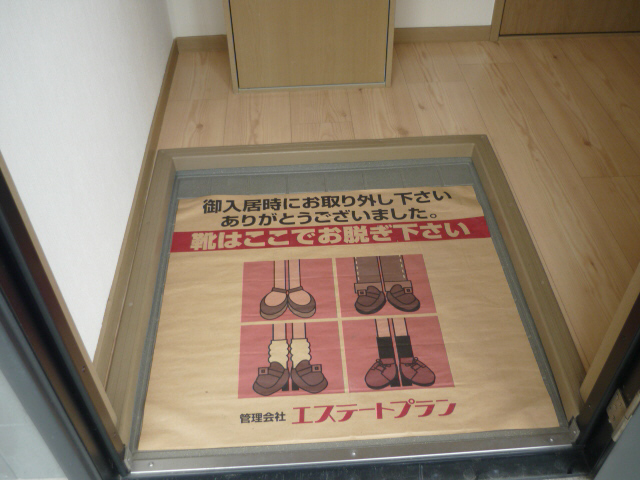 御入居時にお取り外し下さい
ありがとうございました。
靴はここでお脱ぎ下さい
管理会社 エステートプラン